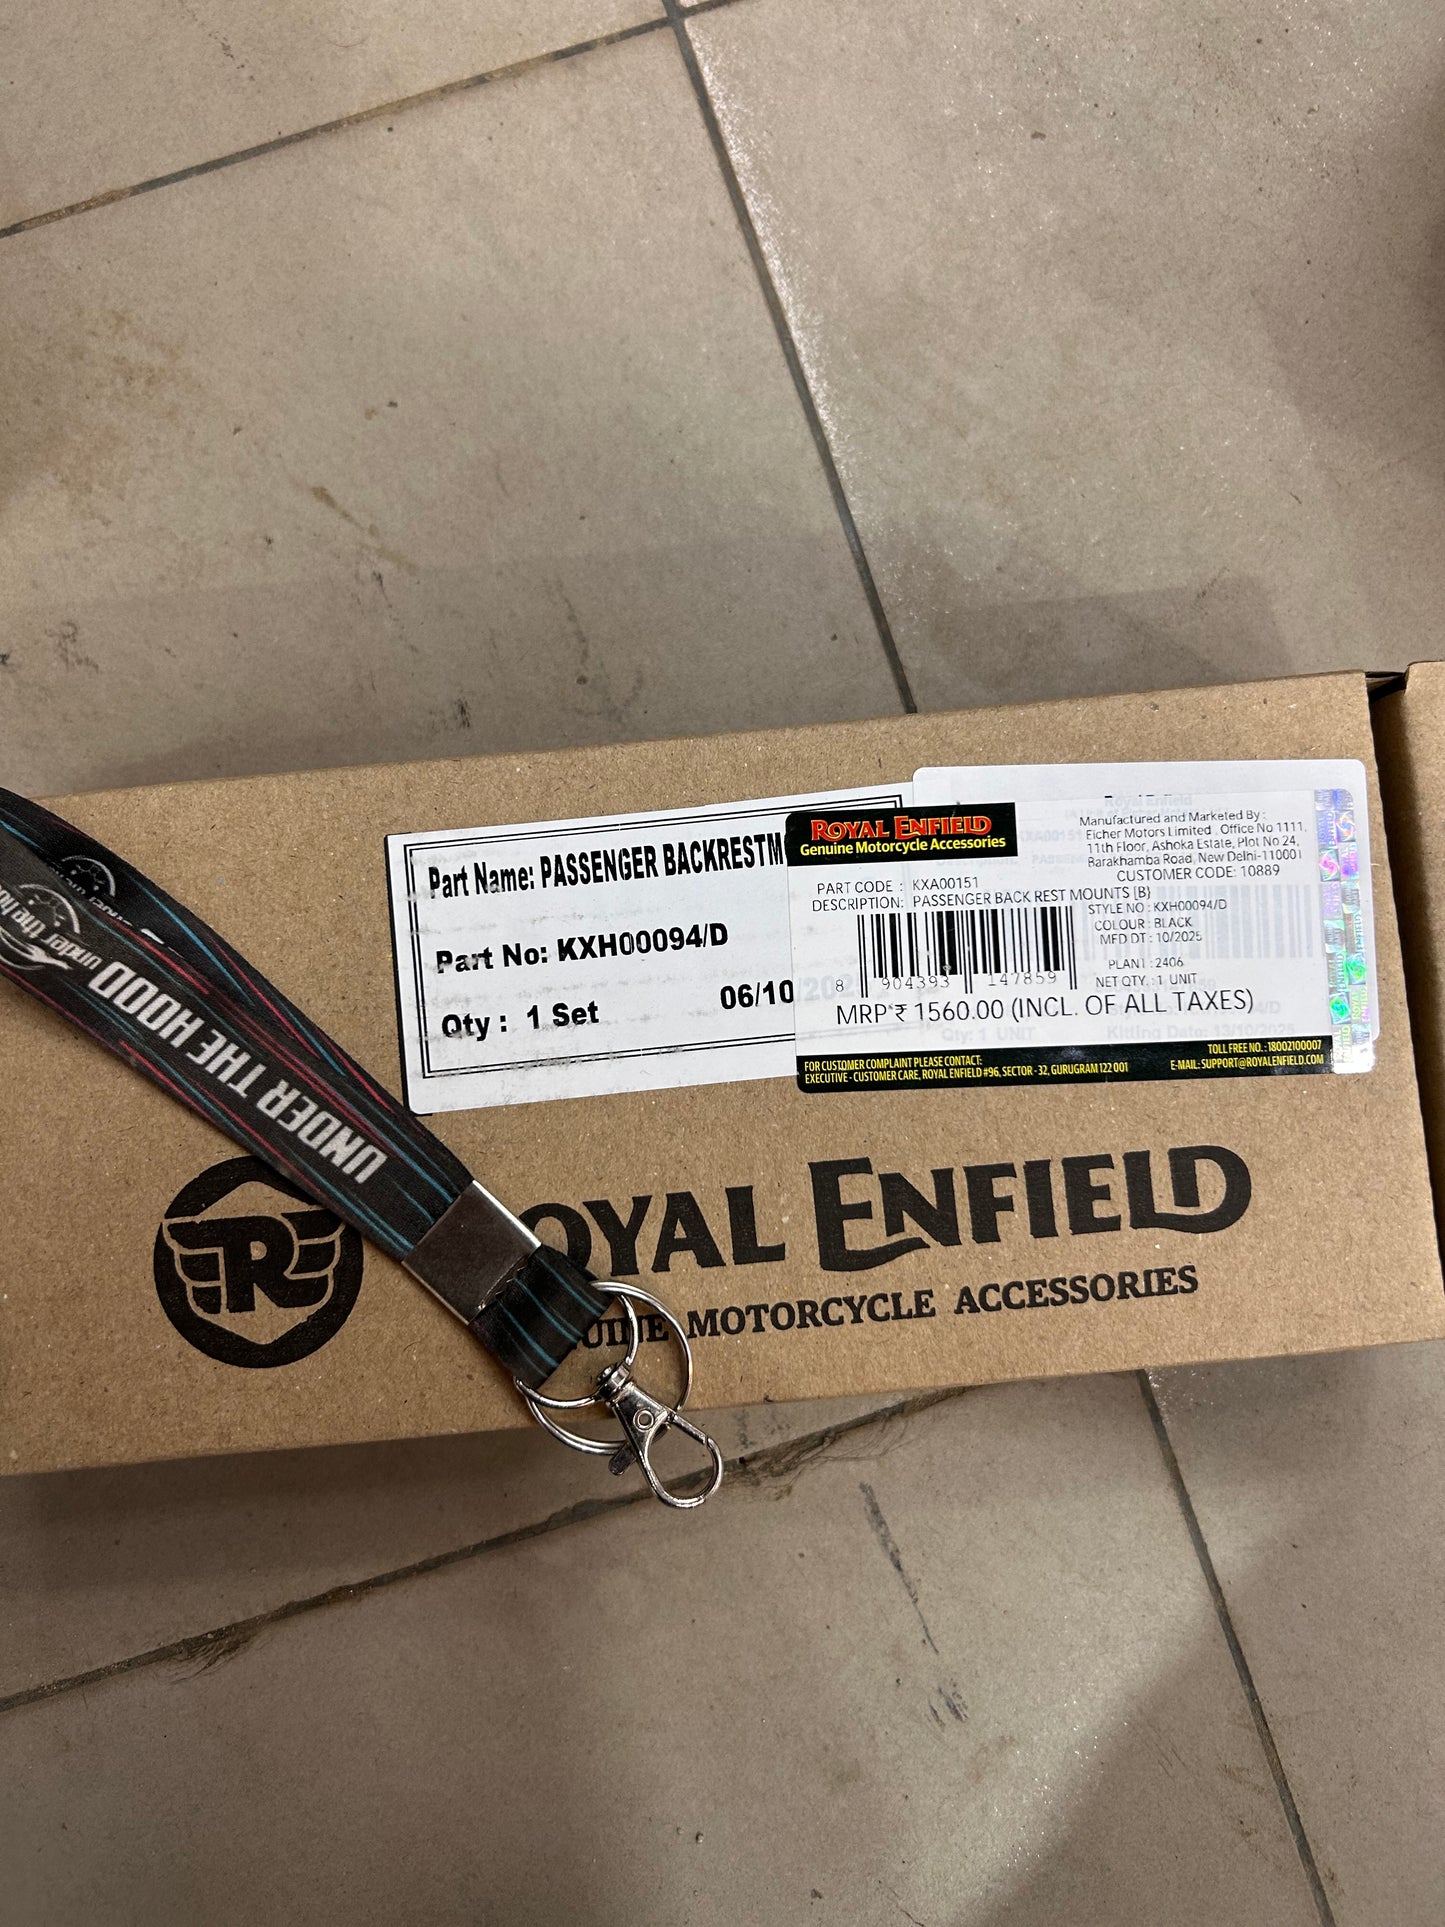 Part Name: PASSENGER BACKRESTM
Part No: KXH00094/D
Qty : 1 Set
06/10
ROYAL ENFIELD
Genuine Motorcycle Accessories
Manufactured and Marketed By :
Eicher Motors Limited , Office No 1111,
11th Floor, Ashoka Estate, Plot No 24,
Barakhamba Road, New Delhi-110001
CUSTOMER CODE: 10889
PART CODE : KXA00151
DESCRIPTION: PASSENGER BACK REST MOUNTS {B}
STYLE NO : KXH00094/D
COLOUR : BLACK
MFD DT : 10/2025
PLANT : 2406
NET QTY. : 1 UNIT
8 904393 147859
MRP ₹ 1560.00 (INCL. OF ALL TAXES)
Qty: 1 UNIT
Kitting Date: 13/10/2025
FOR CUSTOMER COMPLAINT PLEASE CONTACT:
EXECUTIVE - CUSTOMER CARE, ROYAL ENFIELD #96, SECTOR - 32, GURUGRAM 122 001
TOLL FREE NO. : 18002100007
E-MAIL: SUPPORT@ROYALENFIELD.COM
under the hood
UNDER THE HOOD
RE
OYAL ENFIELD
UINE MOTORCYCLE ACCESSORIES